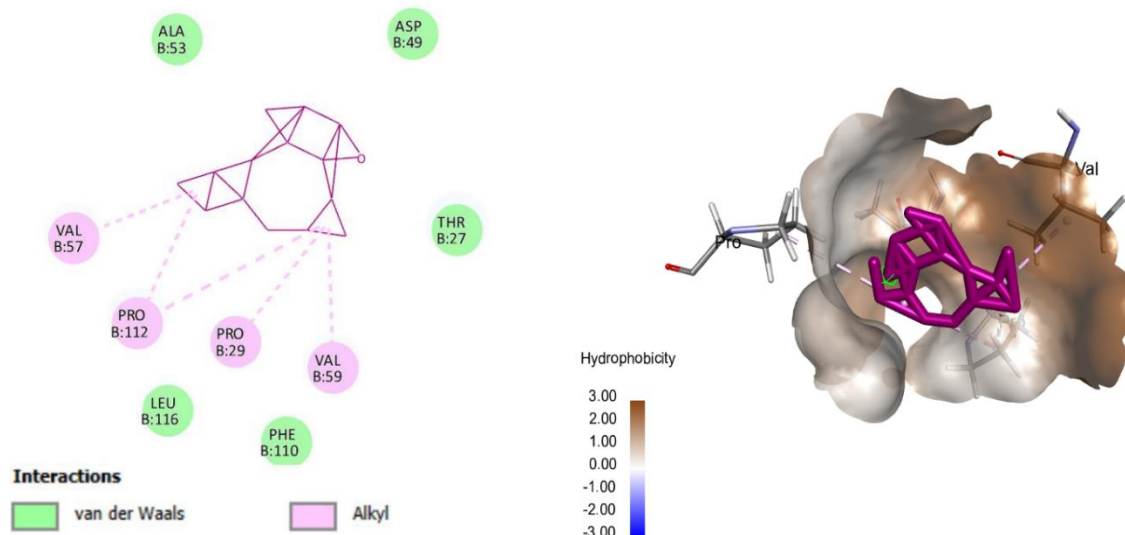 ALA
B:53
ASP
B:49
O
THR
B:27
VAL
B:57
PRO
B:112
PRO
B:29
VAL
B:59
LEU
B:116
PHE
B:110
Interactions
van der Waals
Alkyl
Pro
Val
Hydrophobicity
3.00
2.00
1.00
0.00
-1.00
-2.00
-3.00